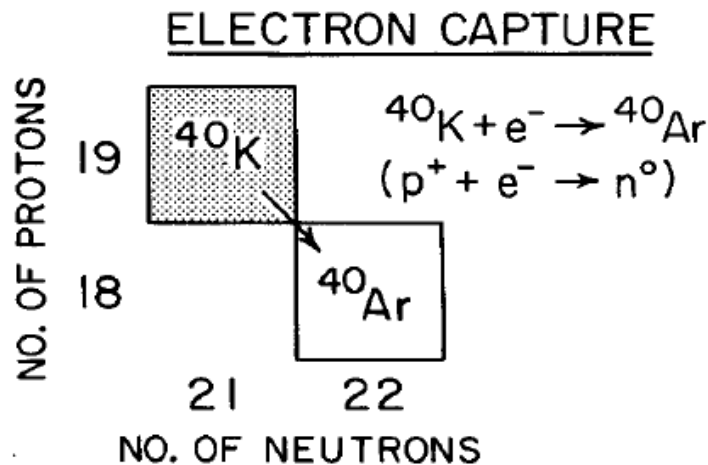 ELECTRON CAPTURE
NO. OF PROTONS
19
18
⁴⁰K
⁴⁰K + e⁻ → ⁴⁰Ar
(p⁺ + e⁻ → n°)
⁴⁰Ar
21 22
NO. OF NEUTRONS